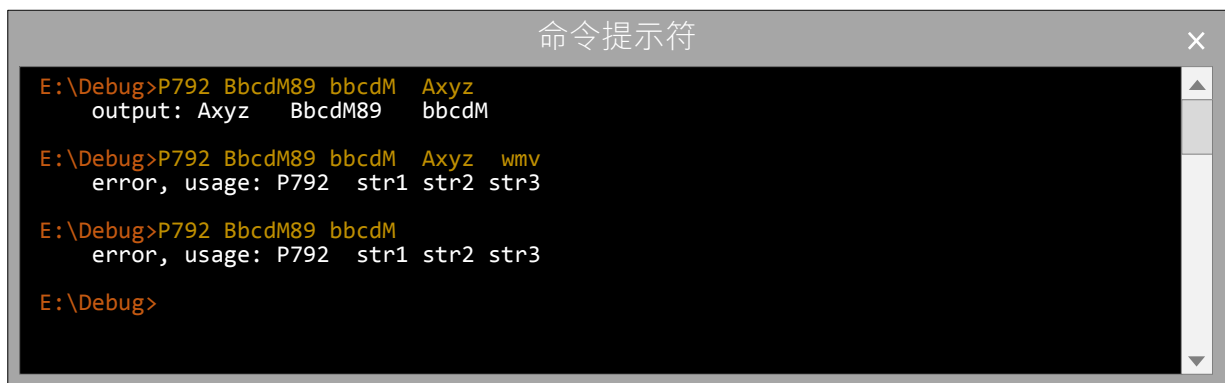 命令提示符
×
E:\Debug>P792 BbcdM89 bbcdM  Axyz
    output: Axyz   BbcdM89   bbcdM
E:\Debug>P792 BbcdM89 bbcdM  Axyz  wmv
    error, usage: P792  str1 str2 str3
E:\Debug>P792 BbcdM89 bbcdM
    error, usage: P792  str1 str2 str3
E:\Debug>